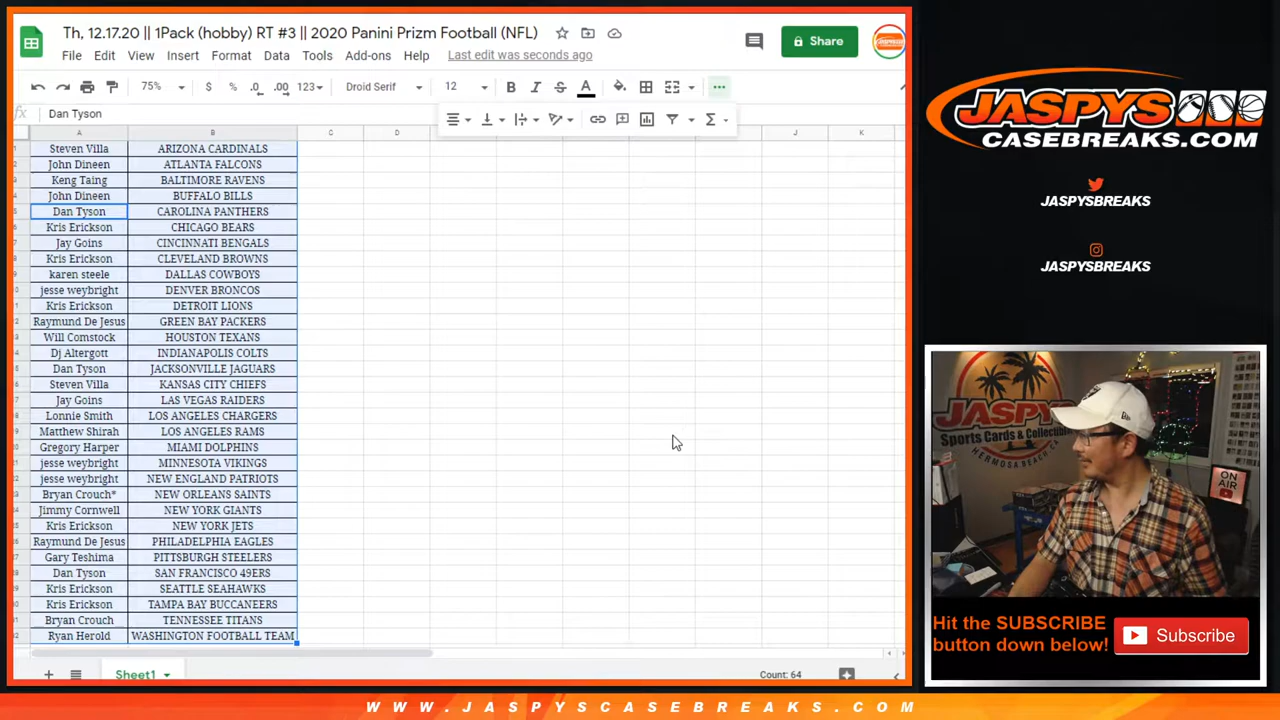 Th, 12.17.20 || 1Pack (hobby) RT #3 || 2020 Panini Prizm Football (NFL)
Share
File Edit View Insert Format Data Tools Add-ons Help Last edit was seconds ago
75% $ % .0 .00 123 Droid Serif 12 B I S A
fx Dan Tyson
A B C D E F G H I J K
Steven Villa ARIZONA CARDINALS
John Dineen ATLANTA FALCONS
Keng Taing BALTIMORE RAVENS
John Dineen BUFFALO BILLS
Dan Tyson CAROLINA PANTHERS
Kris Erickson CHICAGO BEARS
Jay Goins CINCINNATI BENGALS
Kris Erickson CLEVELAND BROWNS
karen steele DALLAS COWBOYS
jesse weybright DENVER BRONCOS
Kris Erickson DETROIT LIONS
Raymund De Jesus GREEN BAY PACKERS
Will Comstock HOUSTON TEXANS
Dj Altergott INDIANAPOLIS COLTS
Dan Tyson JACKSONVILLE JAGUARS
Steven Villa KANSAS CITY CHIEFS
Jay Goins LAS VEGAS RAIDERS
Lonnie Smith LOS ANGELES CHARGERS
Matthew Shirah LOS ANGELES RAMS
Gregory Harper MIAMI DOLPHINS
jesse weybright MINNESOTA VIKINGS
jesse weybright NEW ENGLAND PATRIOTS
Bryan Crouch* NEW ORLEANS SAINTS
Jimmy Cornwell NEW YORK GIANTS
Kris Erickson NEW YORK JETS
Raymund De Jesus PHILADELPHIA EAGLES
Gary Teshima PITTSBURGH STEELERS
Dan Tyson SAN FRANCISCO 49ERS
Kris Erickson SEATTLE SEAHAWKS
Kris Erickson TAMPA BAY BUCCANEERS
Bryan Crouch TENNESSEE TITANS
Ryan Herold WASHINGTON FOOTBALL TEAM
Sheet1
Count: 64
JASPYS
CASEBREAKS.COM
JASPYSBREAKS
JASPYSBREAKS
JASPYS
Sports Cards & Collectibl
HERMOSA BEACH CA
ON
AIR
Hit the SUBSCRIBE
button down below!
Subscribe
WWW.JASPYSCASEBREAKS.COM